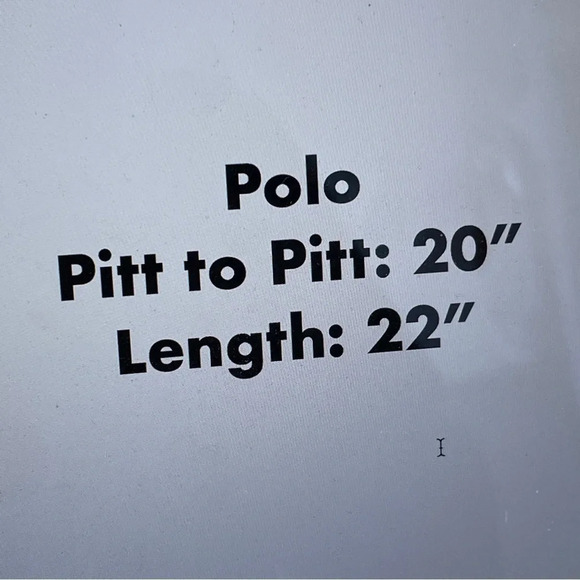 Polo
Pitt to Pitt: 20”
Length: 22”